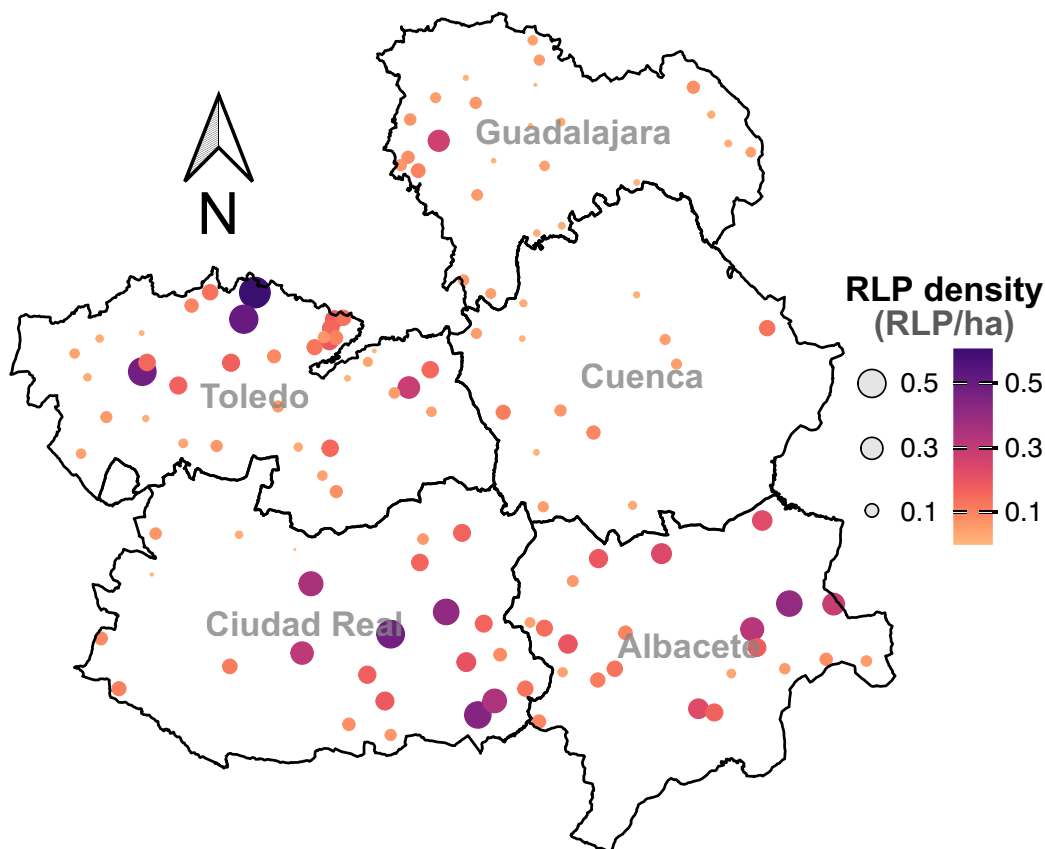 Guadalajara
N
RLP density
(RLP/ha)
Toledo
Cuenca
0.5 0.5
0.3 0.3
0.1 0.1
Ciudad Real
Albacete